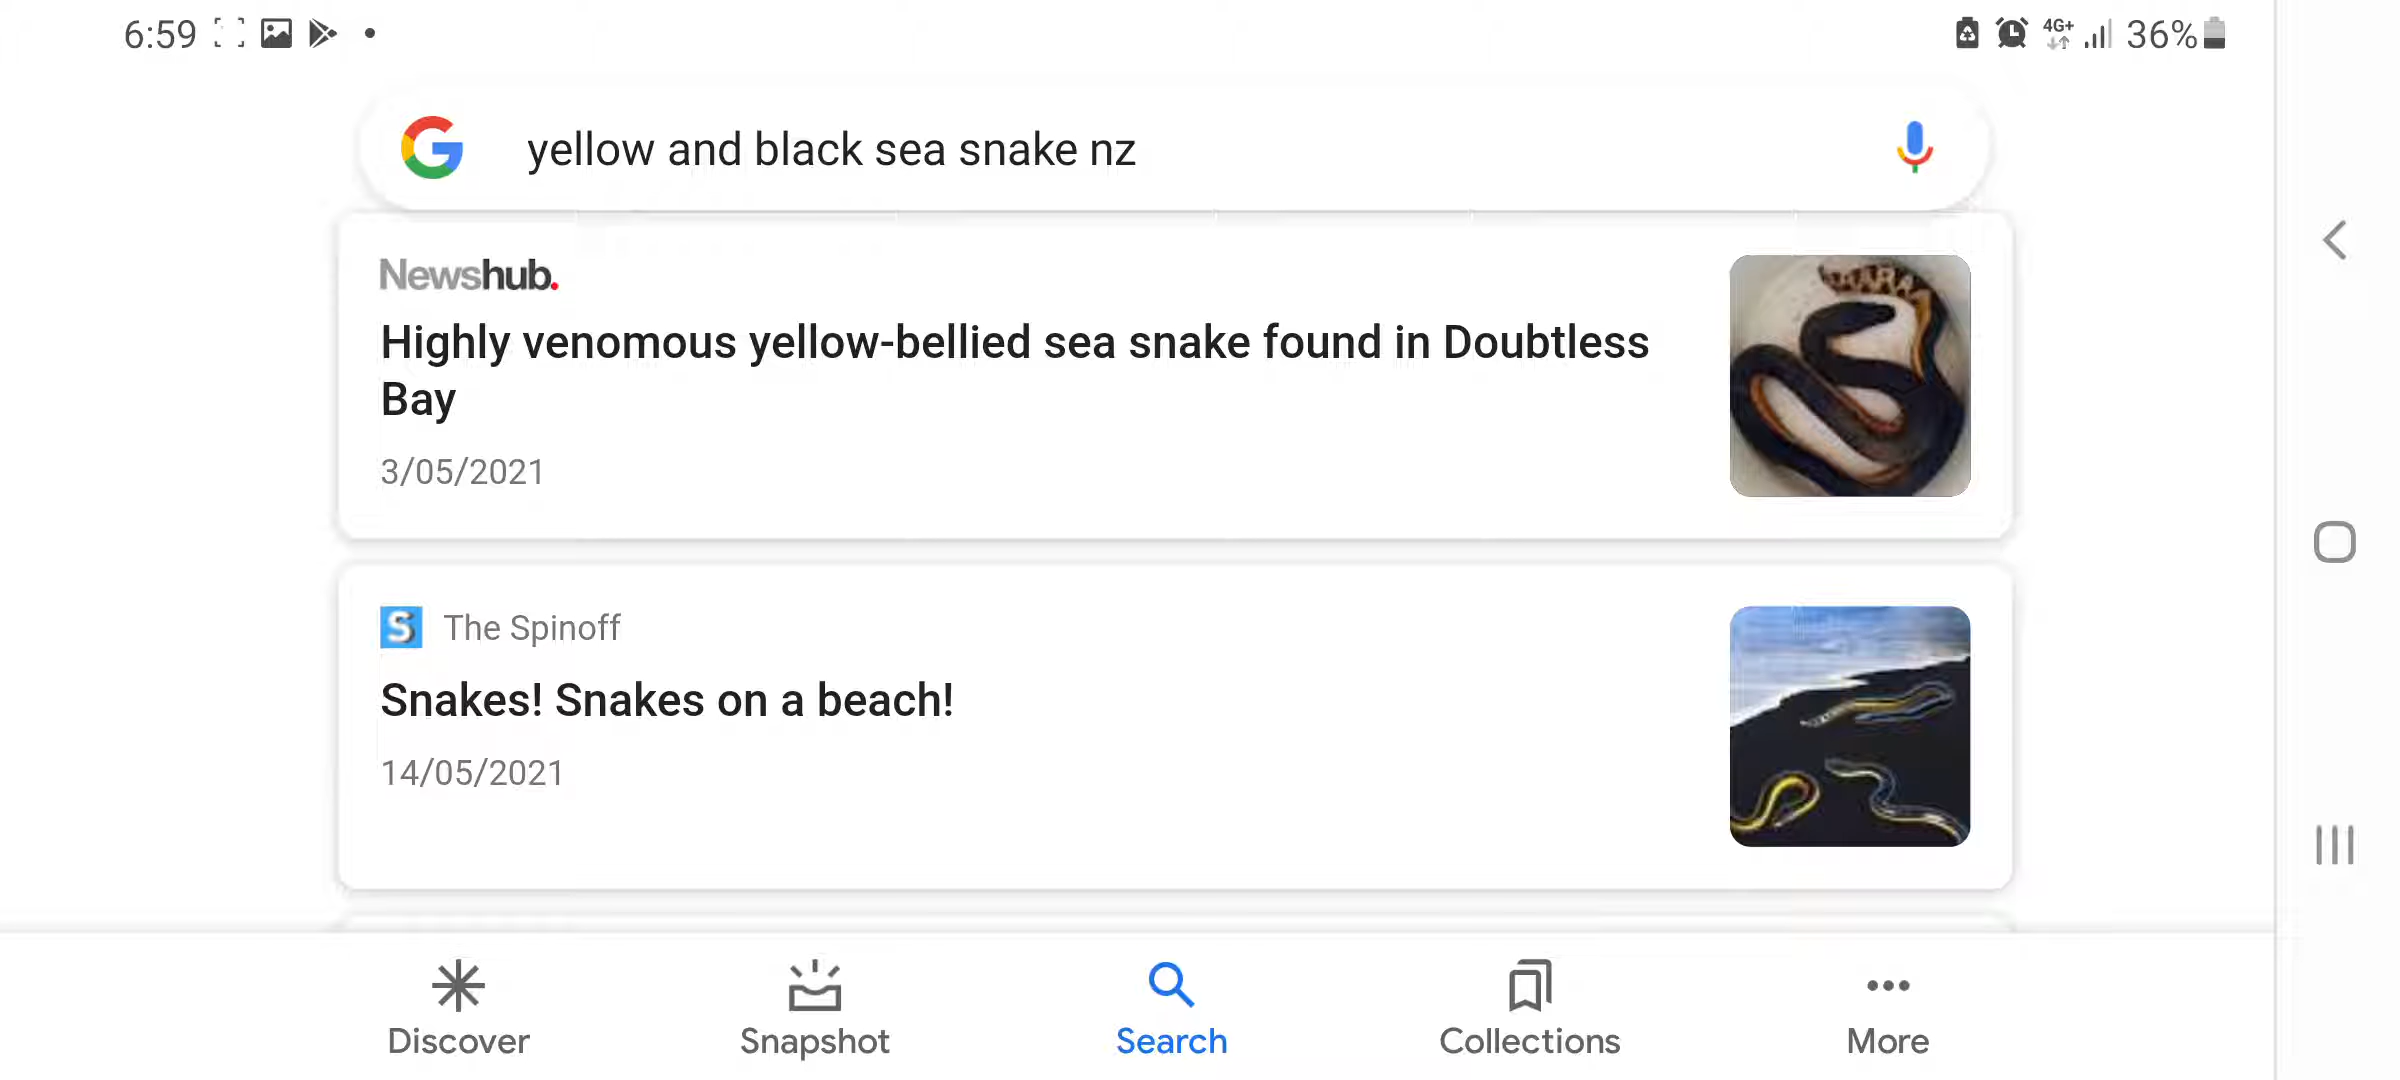 6:59
4G+ 36%
yellow and black sea snake nz
Newshub.
Highly venomous yellow-bellied sea snake found in Doubtless
Bay
3/05/2021
S The Spinoff
Snakes! Snakes on a beach!
14/05/2021
Discover Snapshot Search Collections More